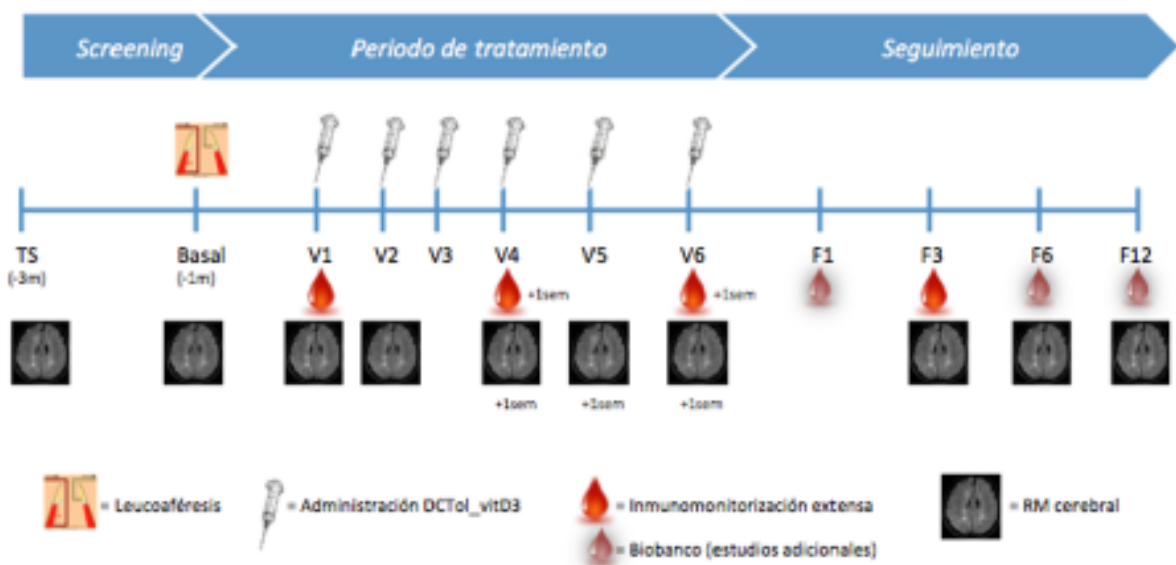 Screening
Periodo de tratamiento
Seguimiento
TS
(-3m)
Basal
(-1m)
V1
V2
V3
V4
V5
V6
F1
F3
F6
F12
+1sem
+1sem
+1sem
+1sem
+1sem
= Leucoaféresis
= Administración DCTol_vitD3
= Inmunomonitorización extensa
= Biobanco (estudios adicionales)
= RM cerebral